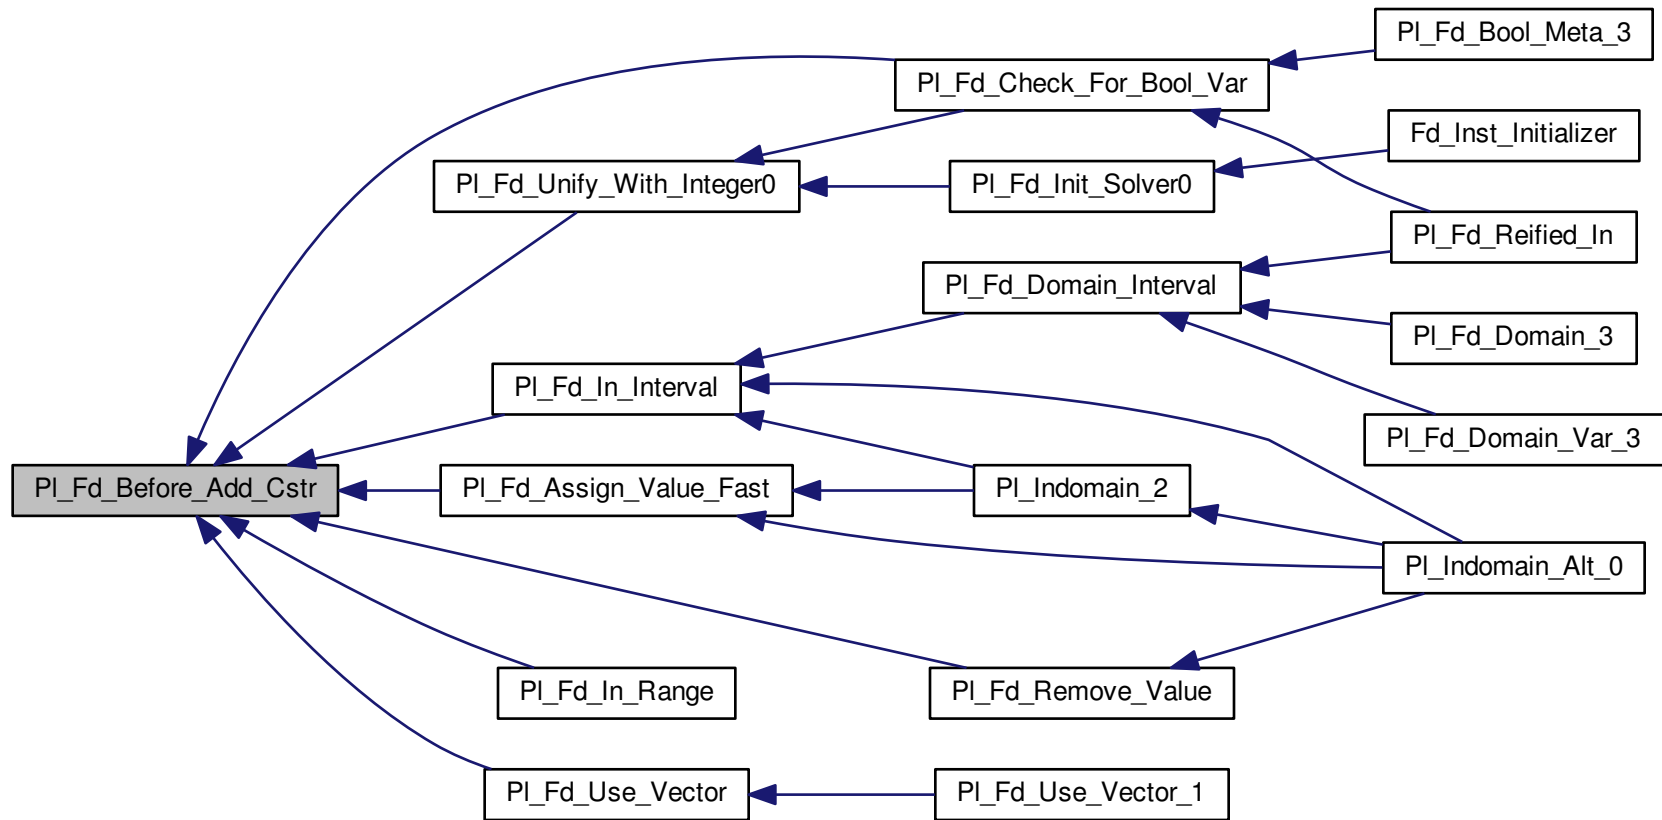 Pl_Fd_Bool_Meta_3
Pl_Fd_Check_For_Bool_Var
Fd_Inst_Initializer
Pl_Fd_Unify_With_Integer0
Pl_Fd_Init_Solver0
Pl_Fd_Reified_In
Pl_Fd_Domain_Interval
Pl_Fd_Domain_3
Pl_Fd_In_Interval
Pl_Fd_Domain_Var_3
Pl_Fd_Before_Add_Cstr
Pl_Fd_Assign_Value_Fast
Pl_Indomain_2
Pl_Indomain_Alt_0
Pl_Fd_In_Range
Pl_Fd_Remove_Value
Pl_Fd_Use_Vector
Pl_Fd_Use_Vector_1